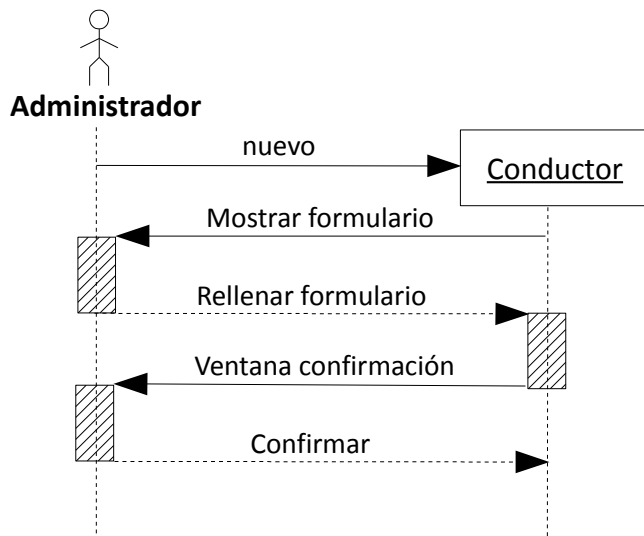 Administrador
nuevo
Conductor
Mostrar formulario
Rellenar formulario
Ventana confirmación
Confirmar